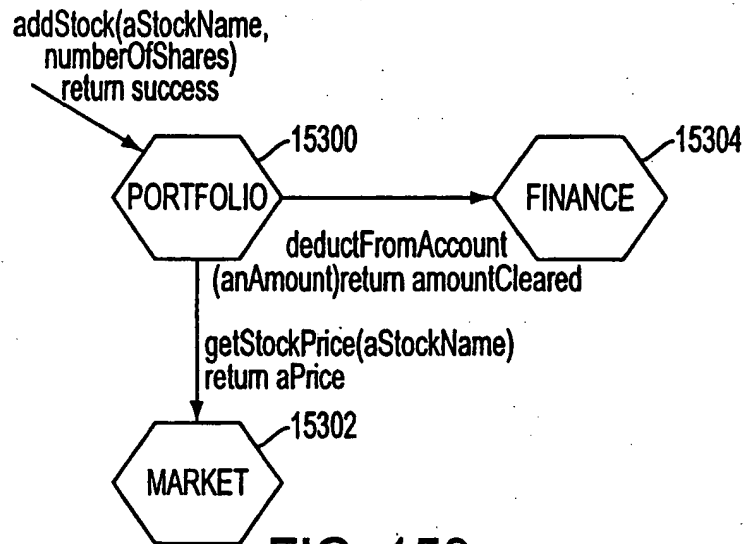 addStock(aStockName,
numberOfShares)
return success
15300
15304
PORTFOLIO
FINANCE
deductFromAccount
(anAmount)return amountCleared
getStockPrice(aStockName)
return aPrice
15302
MARKET